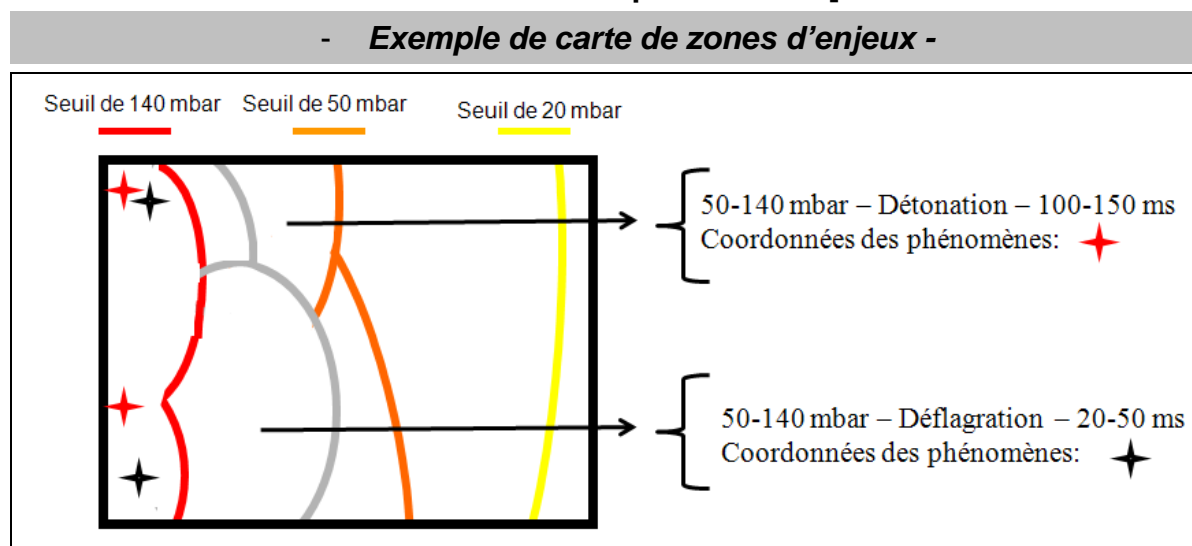 - Exemple de carte de zones d’enjeux -
Seuil de 140 mbar Seuil de 50 mbar Seuil de 20 mbar
50-140 mbar – Détonation – 100-150 ms
Coordonnées des phénomènes:
50-140 mbar – Déflagration – 20-50 ms
Coordonnées des phénomènes: